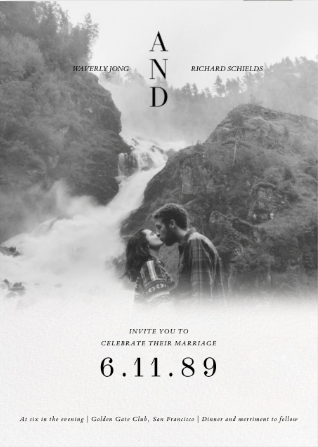 A
WAVERLY JONG N RICHARD SCHIELDS
D
INVITE YOU TO
CELEBRATE THEIR MARRIAGE
6.11.89
At six in the evening | Golden Gate Club, San Francisco | Dinner and merriment to follow